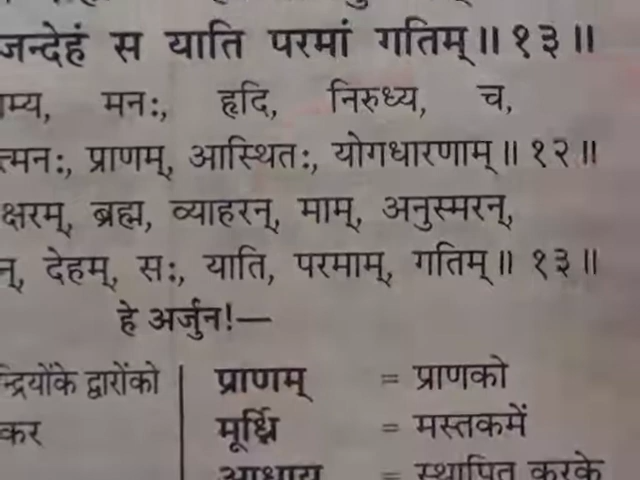 जन्देहं स याति परमां गतिम् ॥ १३ ॥
म्य, मनः, हृदि, निरुध्य, च,
त्मनः, प्राणम्, आस्थितः, योगधारणाम् ॥ १२ ॥
क्षरम्, ब्रह्म, व्याहरन्, माम्, अनुस्मरन्,
न्, देहम्, सः, याति, परमाम्, गतिम् ॥ १३ ॥
हे अर्जुन!—
न्द्रियोंके द्वारोंको | प्राणम् = प्राणको
कर | मूर्ध्नि = मस्तकमें
आधाय = स्थापित करके